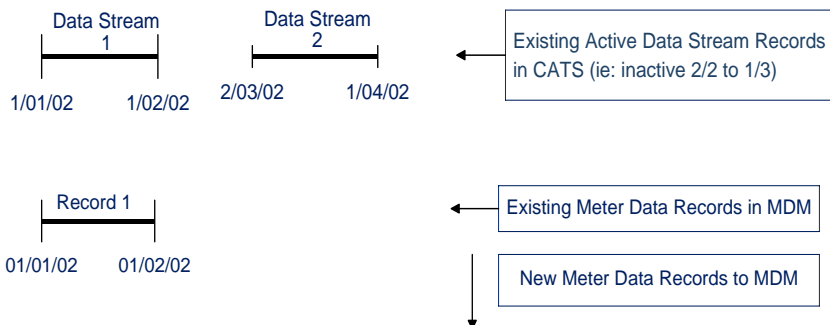 Data Stream
1
Data Stream
2
Existing Active Data Stream Records
in CATS (ie: inactive 2/2 to 1/3)
1/01/02
1/02/02
2/03/02
1/04/02
Record 1
Existing Meter Data Records in MDM
01/01/02
01/02/02
New Meter Data Records to MDM